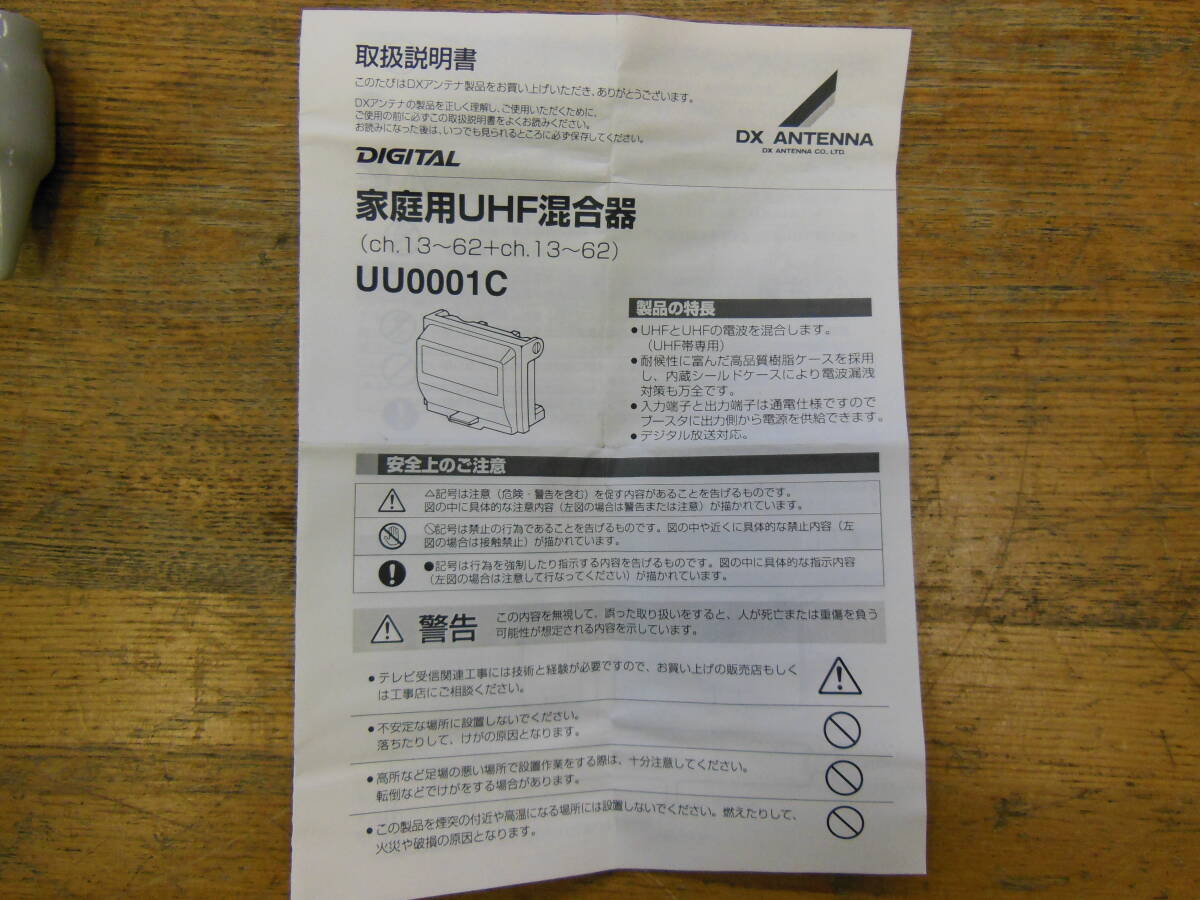 取扱説明書
このたびはDXアンテナ製品をお買い上げいただき、ありがとうございます。
DXアンテナの製品を正しく理解し、ご使用いただくために、
ご使用の前に必ずこの取扱説明書をよくお読みください。
お読みになった後は、いつでも見られるところに必ず保存してください。
DX ANTENNA
DX ANTENNA CO., LTD.
DIGITAL
家庭用UHF混合器
（ch.13～62+ch.13～62）
UU0001C
製品の特長
●UHFとUHFの電波を混合します。
（UHF帯専用）
●耐候性に富んだ高品質樹脂ケースを採用
し、内蔵シールドケースにより電波漏洩
対策も万全です。
●入力端子と出力端子は通電仕様ですので
ブースタに出力側から電源を供給できます。
●デジタル放送対応。
安全上のご注意
△記号は注意（危険・警告を含む）を促す内容があることを告げるものです。
図の中に具体的な注意内容（左図の場合は警告または注意）が描かれています。
⃠記号は禁止の行為であることを告げるものです。図の中や近くに具体的な禁止内容（左
図の場合は接触禁止）が描かれています。
●記号は行為を強制したり指示する内容を告げるものです。図の中に具体的な指示内容
（左図の場合は注意して行なってください）が描かれています。
警告
この内容を無視して、誤った取り扱いをすると、人が死亡または重傷を負う
可能性が想定される内容を示しています。
●テレビ受信関連工事には技術と経験が必要ですので、お買い上げの販売店もしく
は工事店にご相談ください。
●不安定な場所に設置しないでください。
落ちたりして、けがの原因となります。
●高所など足場の悪い場所で設置作業をする際は、十分注意してください。
転倒などでけがをする場合があります。
●この製品を煙突の付近や高温になる場所には設置しないでください。燃えたりして、
火災や破損の原因となります。